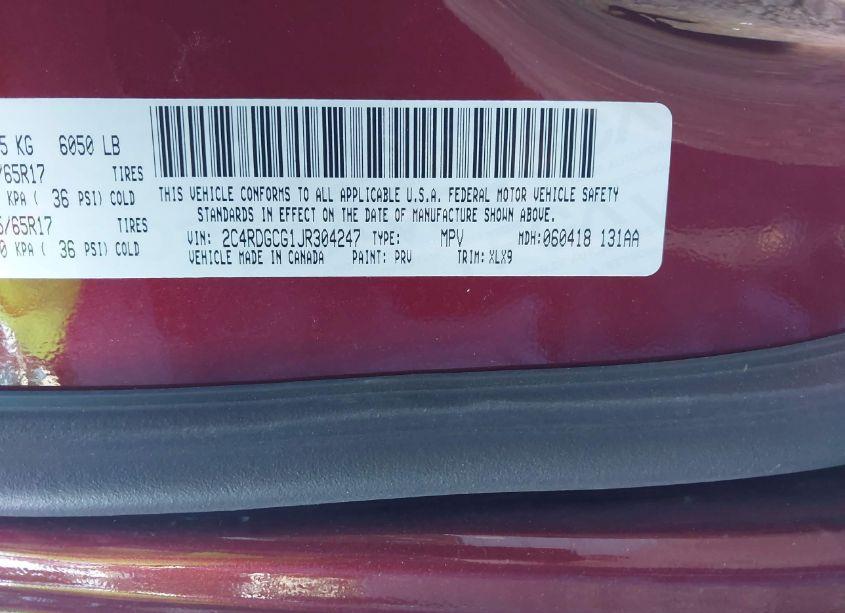 5 KG 6050 LB
/65R17 TIRES
KPA ( 36 PSI) COLD
5/65R17 TIRES
0 KPA ( 36 PSI) COLD
THIS VEHICLE CONFORMS TO ALL APPLICABLE U.S.A. FEDERAL MOTOR VEHICLE SAFETY
STANDARDS IN EFFECT ON THE DATE OF MANUFACTURE SHOWN ABOVE.
VIN: 2C4RDGCG1JR304247 TYPE: MPV MDH: 060418 131AA
VEHICLE MADE IN CANADA PAINT: PRV TRIM: XLX9